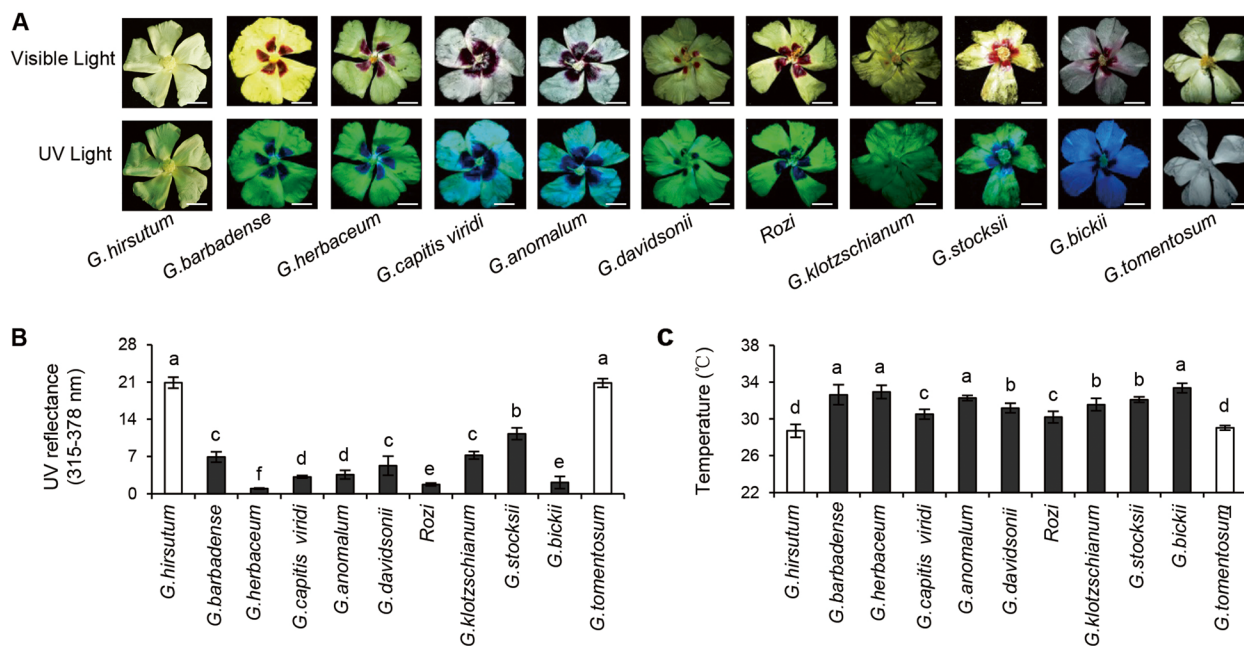 A
Visible Light
UV Light
G.hirsutum
G.barbadense
G.herbaceum
G.capitis viridi
G.anomalum
G.davidsonii
Rozi
G.klotzschianum
G.stocksii
G.bickii
G.tomentosum
B
UV reflectance
(315-378 nm)
28
21
14
7
0
a
c
f
d
d
c
e
c
b
e
a
G.hirsutum
G.barbadense
G.herbaceum
G.capitis viridi
G.anomalum
G.davidsonii
Rozi
G.klotzschianum
G.stocksii
G.bickii
G.tomentosum
C
Temperature (℃)
38
34
30
26
22
d
a
a
c
a
b
c
b
b
a
d
G.hirsutum
G.barbadense
G.herbaceum
G.capitis viridi
G.anomalum
G.davidsonii
Rozi
G.klotzschianum
G.stocksii
G.bickii
G.tomentosum